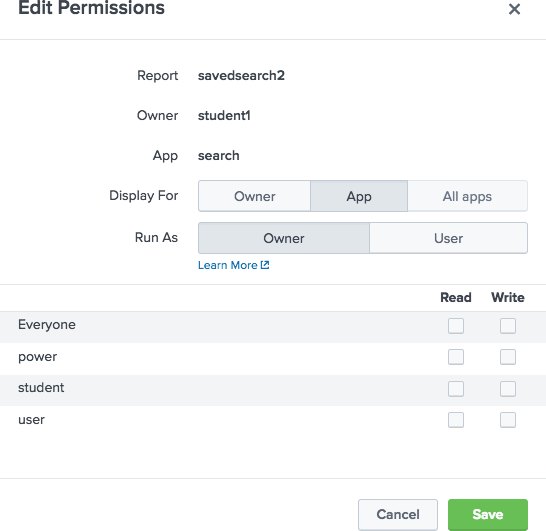 Edit Permissions
Report savedsearch2
Owner student1
App search
Display For Owner App All apps
Run As Owner User
Learn More
Read Write
Everyone
power
student
user
Cancel Save